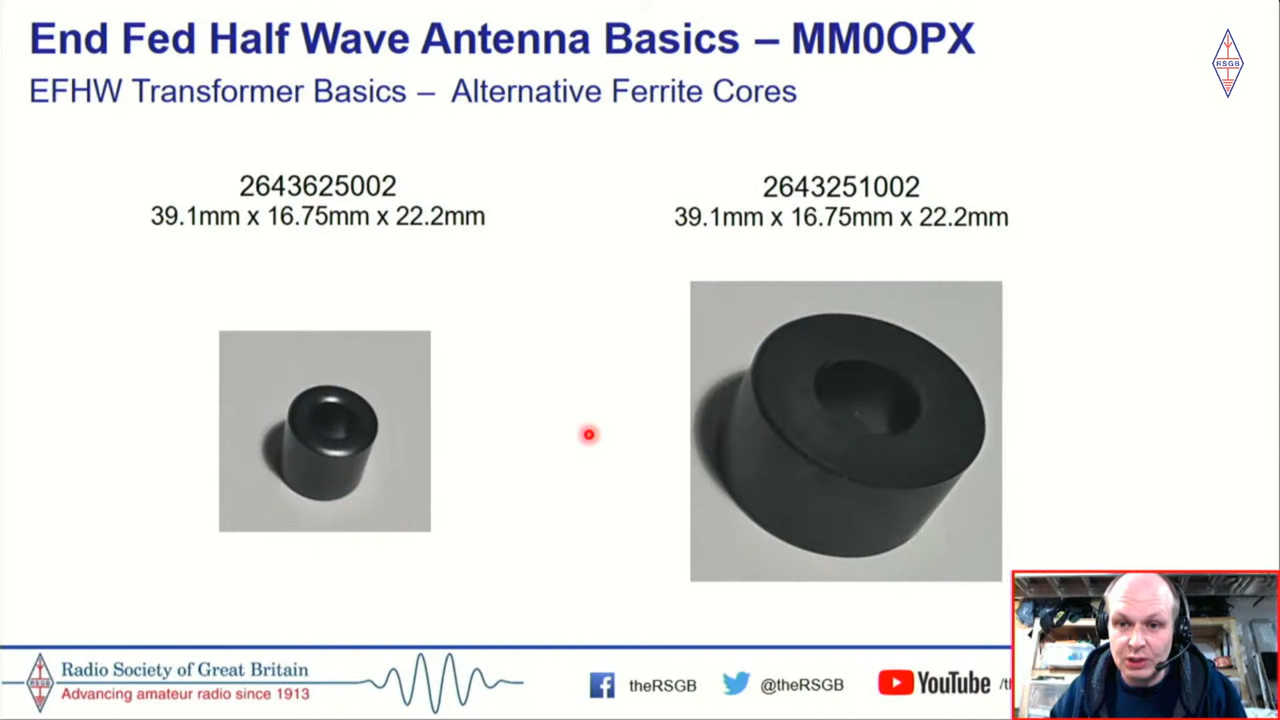 End Fed Half Wave Antenna Basics – MM0OPX
EFHW Transformer Basics – Alternative Ferrite Cores
RSGB
2643625002
39.1mm x 16.75mm x 22.2mm
2643251002
39.1mm x 16.75mm x 22.2mm
RSGB
Radio Society of Great Britain
Advancing amateur radio since 1913
theRSGB
@theRSGB
YouTube /th